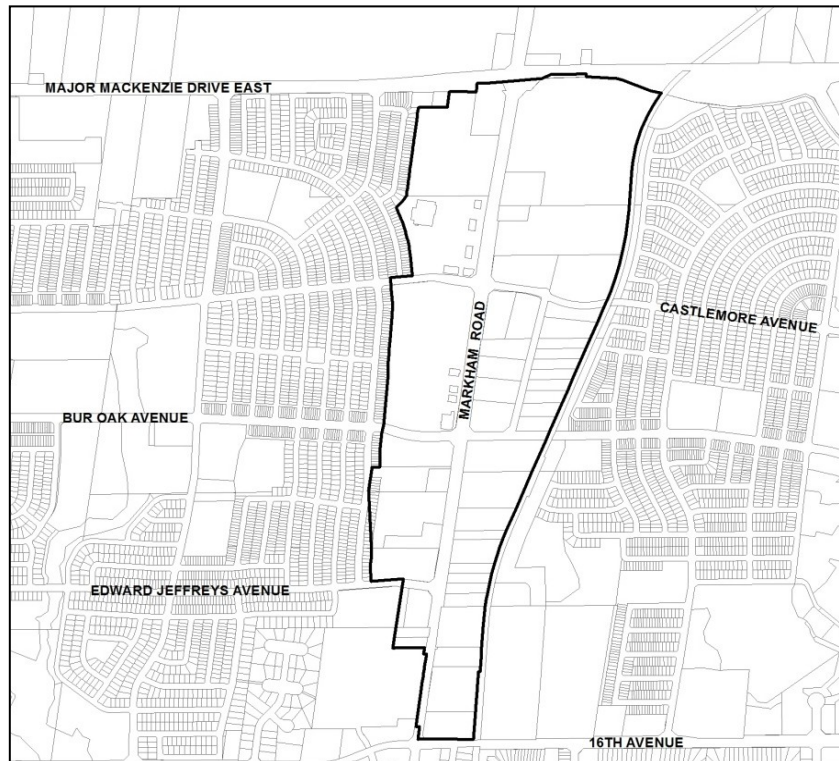 MAJOR MACKENZIE DRIVE EAST
CASTLEMORE AVENUE
MARKHAM ROAD
BUR OAK AVENUE
EDWARD JEFFREYS AVENUE
16TH AVENUE